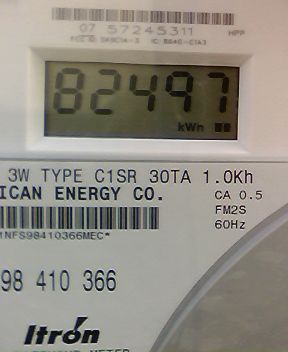 07 57245311 HPP
82497
kWh
3W TYPE C1SR 30TA 1.0Kh
ICAN ENERGY CO. CA 0.5
FM2S
60Hz
1NFS98410366MEC*
98 410 366
Itron